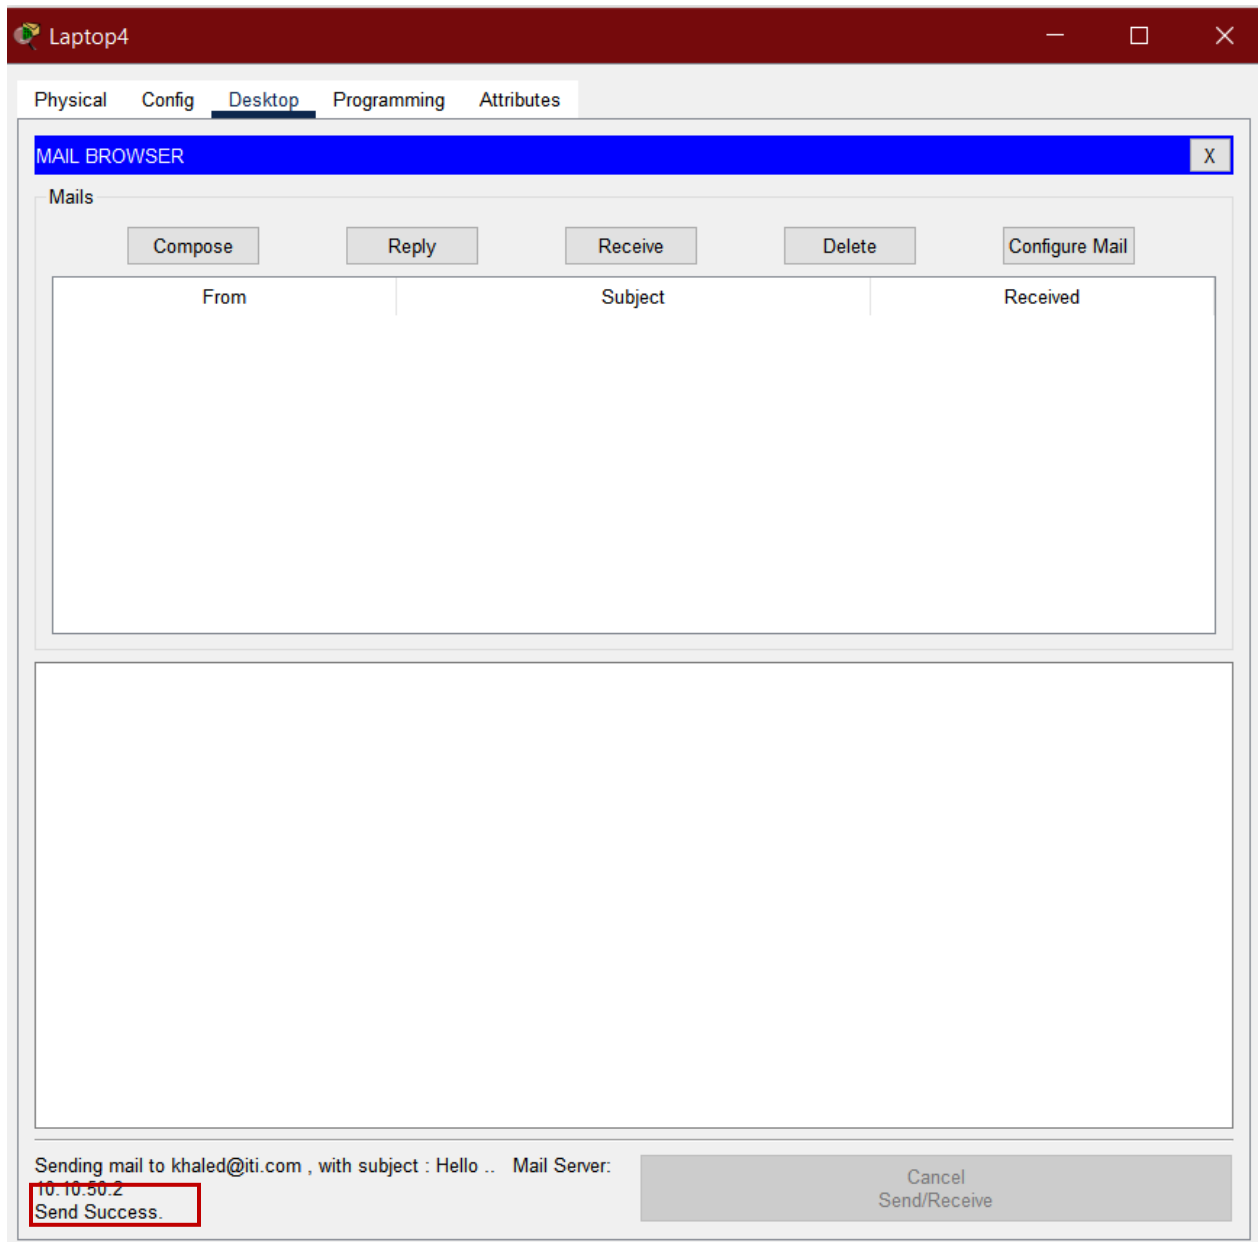 Laptop4
Physical Config Desktop Programming Attributes
MAIL BROWSER X
Mails
Compose Reply Receive Delete Configure Mail
From Subject Received
Sending mail to khaled@iti.com , with subject : Hello .. Mail Server:
10.10.50.2
Send Success.
Cancel
Send/Receive